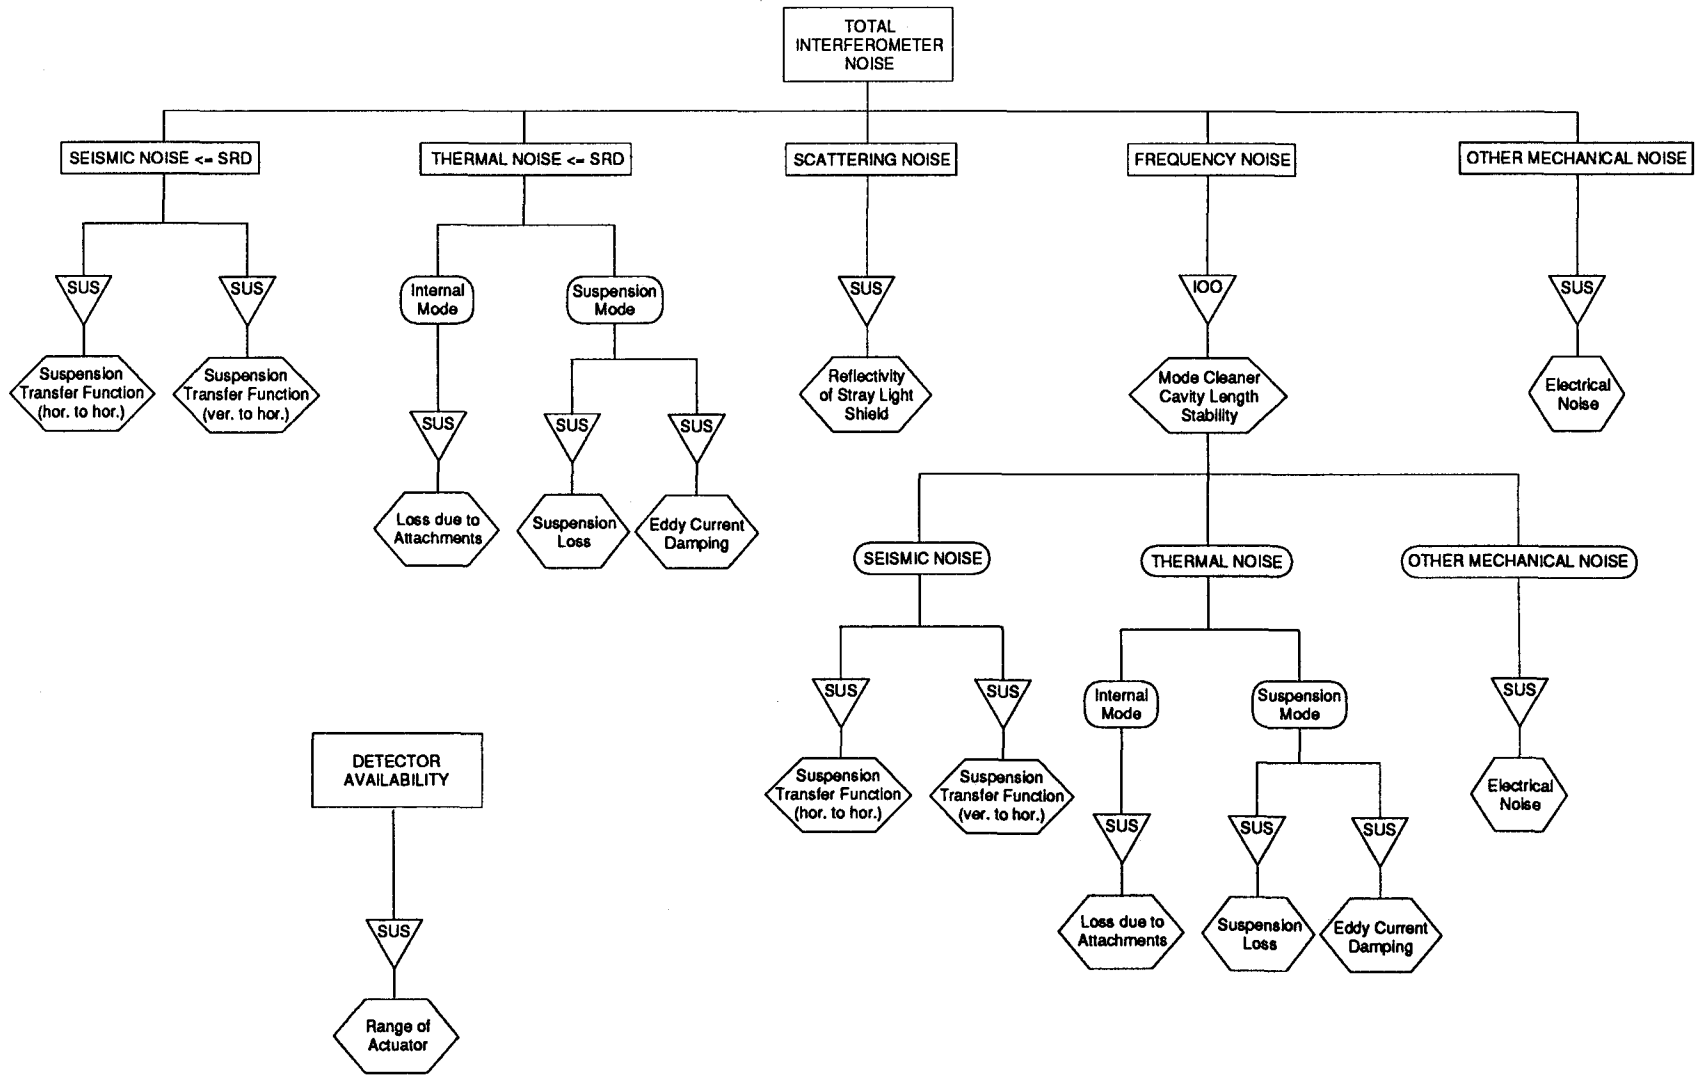 TOTAL
INTERFEROMETER
NOISE
SEISMIC NOISE <= SRD
THERMAL NOISE <= SRD
SCATTERING NOISE
FREQUENCY NOISE
OTHER MECHANICAL NOISE
SUS
SUS
Internal
Mode
Suspension
Mode
SUS
IOO
SUS
Suspension
Transfer Function
(hor. to hor.)
Suspension
Transfer Function
(ver. to hor.)
Reflectivity
of Stray Light
Shield
Mode Cleaner
Cavity Length
Stability
Electrical
Noise
SUS
SUS
SUS
Loss due to
Attachments
Suspension
Loss
Eddy Current
Damping
SEISMIC NOISE
THERMAL NOISE
OTHER MECHANICAL NOISE
SUS
SUS
Internal
Mode
Suspension
Mode
SUS
Suspension
Transfer Function
(hor. to hor.)
Suspension
Transfer Function
(ver. to hor.)
Electrical
Noise
SUS
SUS
SUS
Loss due to
Attachments
Suspension
Loss
Eddy Current
Damping
DETECTOR
AVAILABILITY
SUS
Range of
Actuator